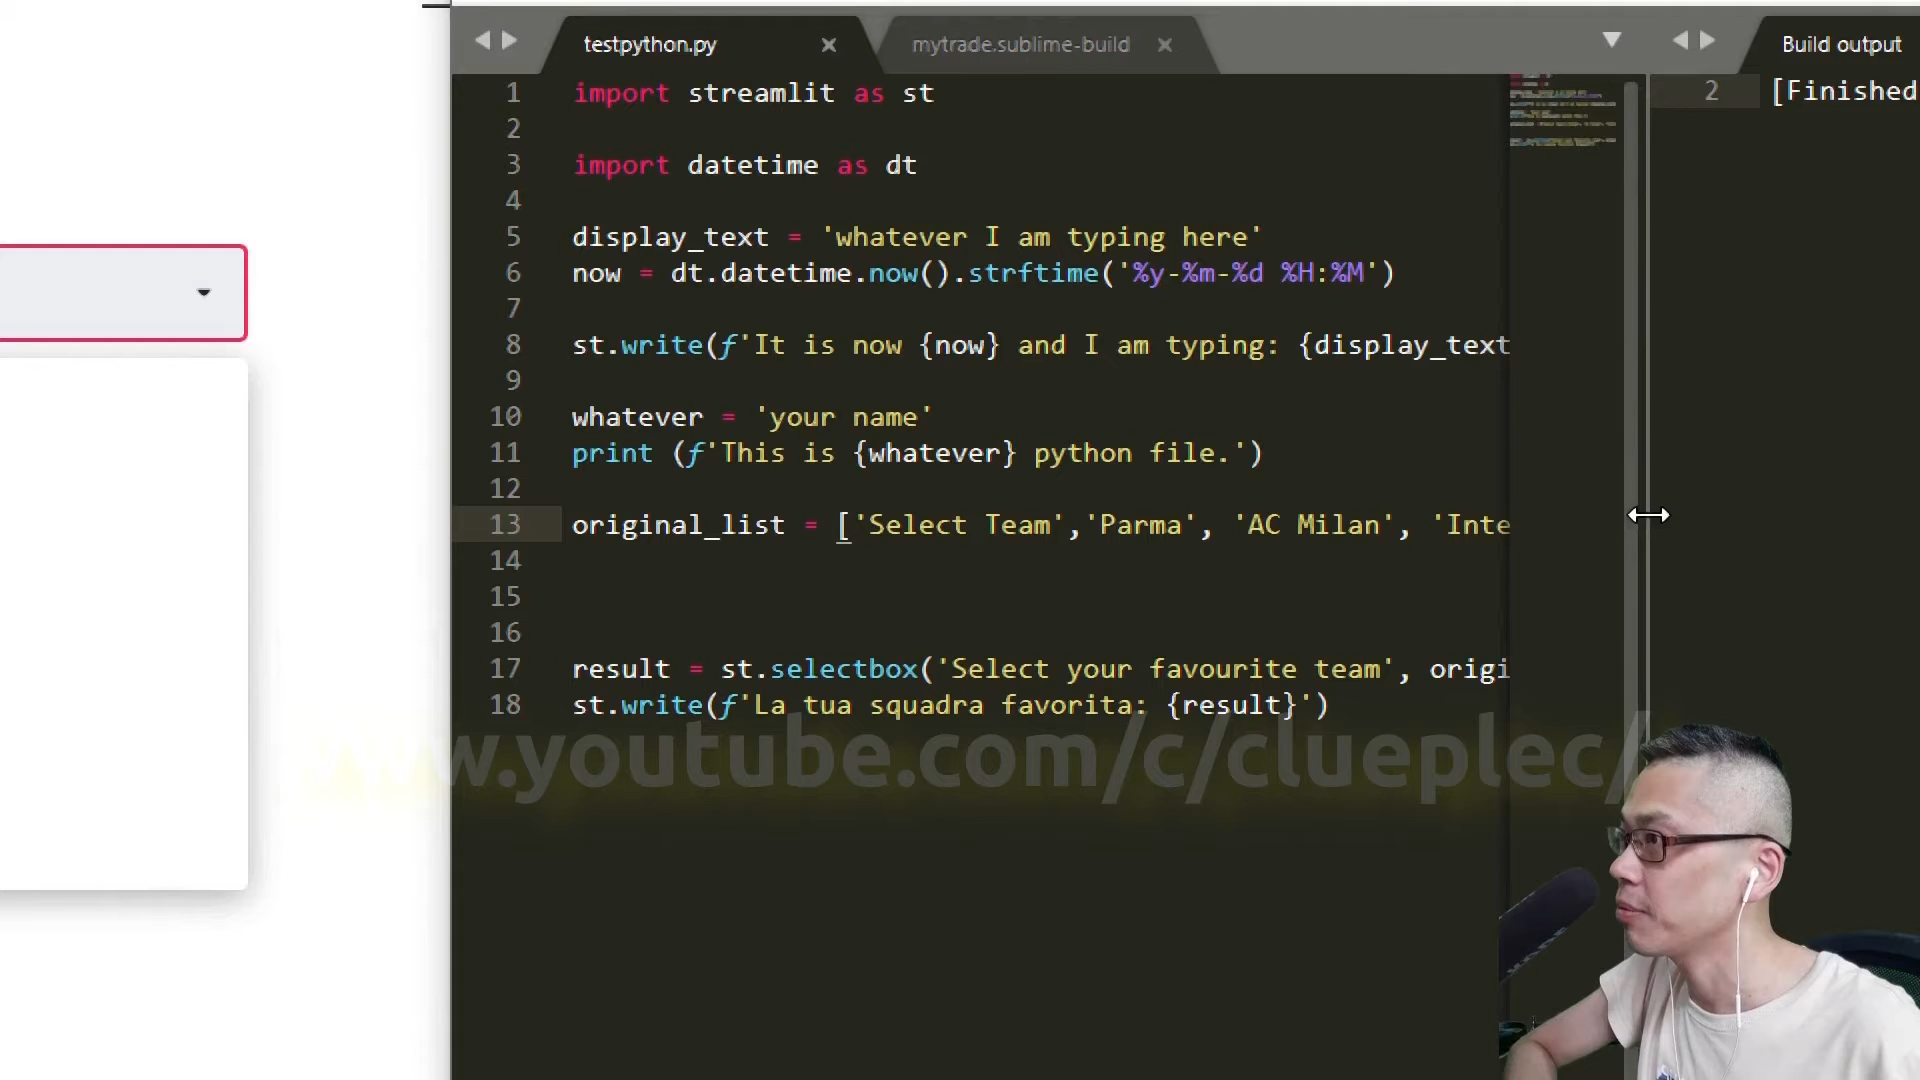 testpython.py
mytrade.sublime-build
Build output
1 import streamlit as st
2
3 import datetime as dt
4
5 display_text = 'whatever I am typing here'
6 now = dt.datetime.now().strftime('%y-%m-%d %H:%M')
7
8 st.write(f'It is now {now} and I am typing: {display_text
9
10 whatever = 'your name'
11 print (f'This is {whatever} python file.')
12
13 original_list = ['Select Team','Parma', 'AC Milan', 'Inte
14
15
16
17 result = st.selectbox('Select your favourite team', origi
18 st.write(f'La tua squadra favorita: {result}')
2 [Finished
www.youtube.com/c/clueplec/